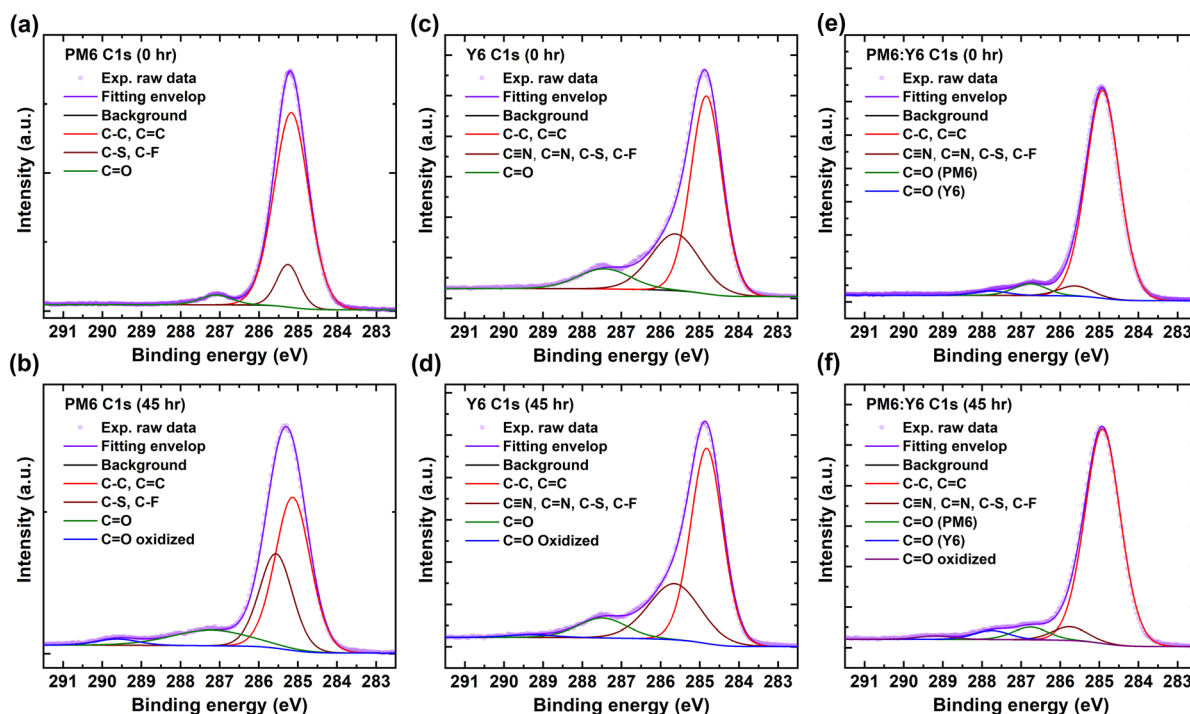 (a)
PM6 C1s (0 hr)
Exp. raw data
Fitting envelop
Background
C-C, C=C
C-S, C-F
C=O
Intensity (a.u.)
291 290 289 288 287 286 285 284 283
Binding energy (eV)
(c)
Y6 C1s (0 hr)
Exp. raw data
Fitting envelop
Background
C-C, C=C
C≡N, C=N, C-S, C-F
C=O
Intensity (a.u.)
291 290 289 288 287 286 285 284 283
Binding energy (eV)
(e)
PM6:Y6 C1s (0 hr)
Exp. raw data
Fitting envelop
Background
C-C, C=C
C≡N, C=N, C-S, C-F
C=O (PM6)
C=O (Y6)
Intensity (a.u.)
291 290 289 288 287 286 285 284 283
Binding energy (eV)
(b)
PM6 C1s (45 hr)
Exp. raw data
Fitting envelop
Background
C-C, C=C
C-S, C-F
C=O
C=O oxidized
Intensity (a.u.)
291 290 289 288 287 286 285 284 283
Binding energy (eV)
(d)
Y6 C1s (45 hr)
Exp. raw data
Fitting envelop
Background
C-C, C=C
C≡N, C=N, C-S, C-F
C=O
C=O Oxidized
Intensity (a.u.)
291 290 289 288 287 286 285 284 283
Binding energy (eV)
(f)
PM6:Y6 C1s (45 hr)
Exp. raw data
Fitting envelop
Background
C-C, C=C
C≡N, C=N, C-S, C-F
C=O (PM6)
C=O (Y6)
C=O oxidized
Intensity (a.u.)
291 290 289 288 287 286 285 284 283
Binding energy (eV)